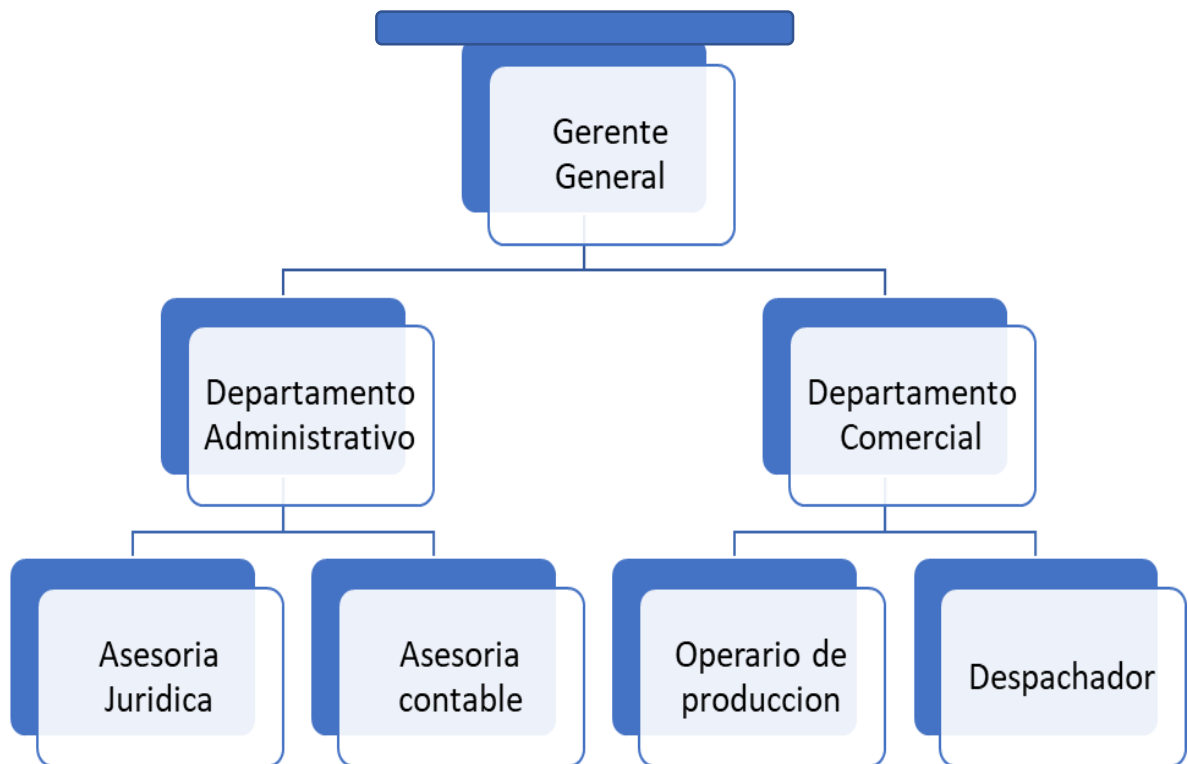 Gerente
General
Departamento
Administrativo
Departamento
Comercial
Asesoria
Juridica
Asesoria
contable
Operario de
produccion
Despachador